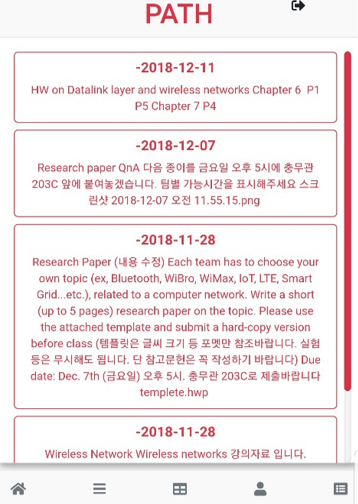 PATH
-2018-12-11
HW on Datalink layer and wireless networks Chapter 6 P1
P5 Chapter 7 P4
-2018-12-07
Research paper QnA 다음 종이를 금요일 오후 5시에 충무관
203C 앞에 붙여놓겠습니다. 팀별 가능시간을 표시해주세요 스크
린샷 2018-12-07 오전 11.55.15.png
-2018-11-28
Research Paper (내용 수정) Each team has to choose your
own topic (ex, Bluetooth, WiBro, WiMax, IoT, LTE, Smart
Grid...etc.), related to a computer network. Write a short
(up to 5 pages) research paper on the topic. Please use
the attached template and submit a hard-copy version
before class (템플릿은 글씨 크기 등 포멧만 참조바랍니다. 실험
등은 무시해도 됩니다. 단 참고문헌은 꼭 작성하기 바랍니다) Due
date: Dec. 7th (금요일) 오후 5시. 충무관 203C로 제출바랍니다
templete.hwp
-2018-11-28
Wireless Network Wireless networks 강의자료 입니다.